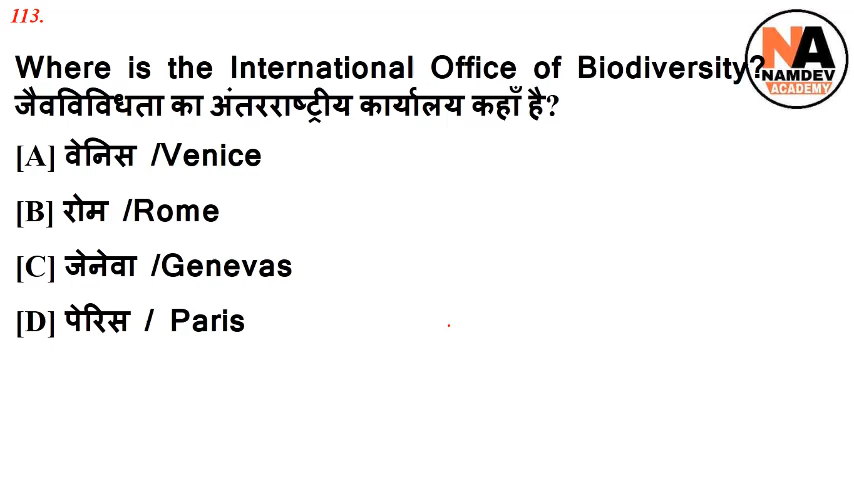 113.
Where is the International Office of Biodiversity?
जैवविविधता का अंतरराष्ट्रीय कार्यालय कहाँ है?
[A] वेनिस /Venice
[B] रोम /Rome
[C] जेनेवा /Genevas
[D] पेरिस / Paris
NA
NAMDEV
ACADEMY